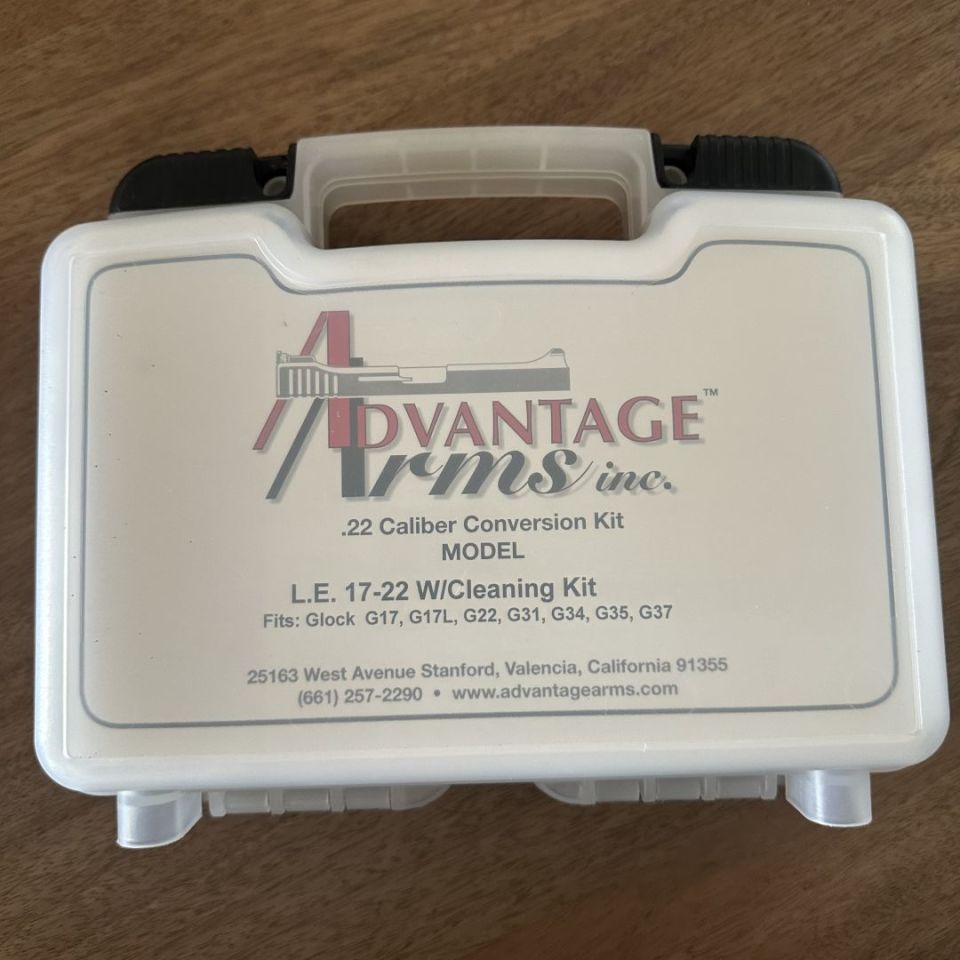 ADVANTAGE™
Arms inc.
.22 Caliber Conversion Kit
MODEL
L.E. 17-22 W/Cleaning Kit
Fits: Glock G17, G17L, G22, G31, G34, G35, G37
25163 West Avenue Stanford, Valencia, California 91355
(661) 257-2290 • www.advantagearms.com